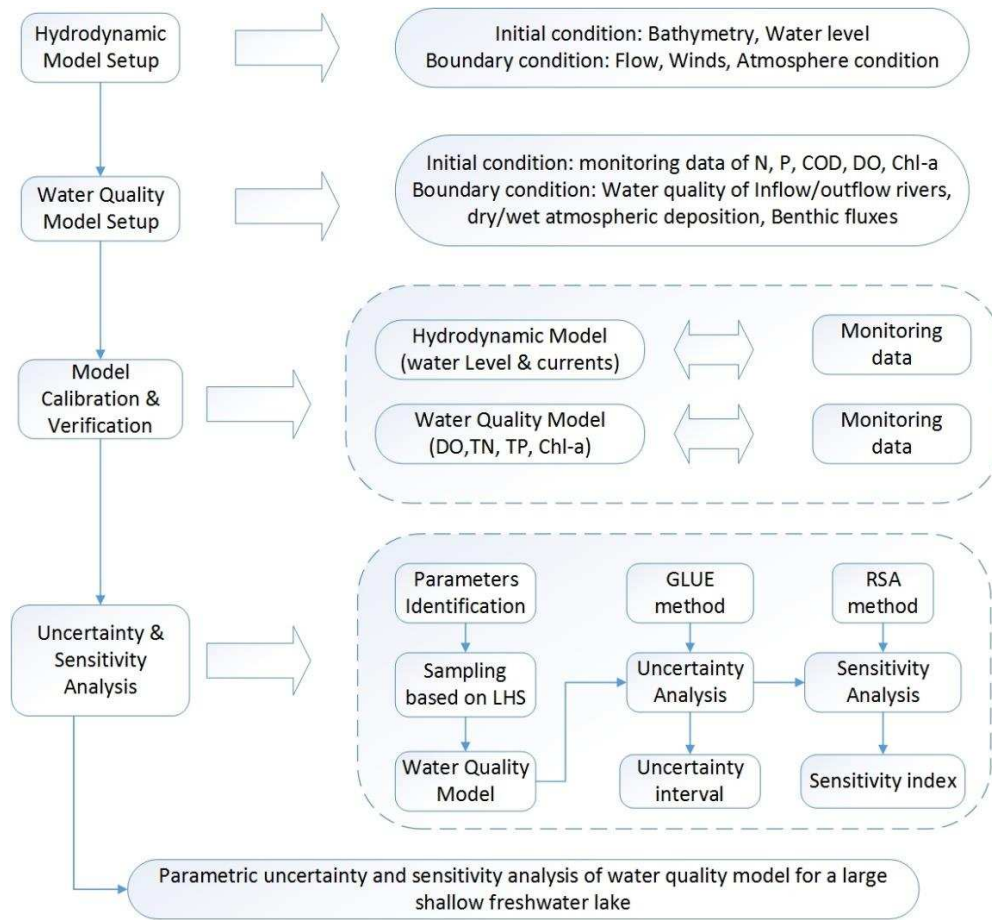 Hydrodynamic
Model Setup
Initial condition: Bathymetry, Water level
Boundary condition: Flow, Winds, Atmosphere condition
Water Quality
Model Setup
Initial condition: monitoring data of N, P, COD, DO, Chl-a
Boundary condition: Water quality of Inflow/outflow rivers,
dry/wet atmospheric deposition, Benthic fluxes
Model
Calibration &
Verification
Hydrodynamic Model
(water Level & currents)
Monitoring
data
Water Quality Model
(DO,TN, TP, Chl-a)
Monitoring
data
Uncertainty &
Sensitivity
Analysis
Parameters
Identification
GLUE
method
RSA
method
Sampling
based on LHS
Uncertainty
Analysis
Sensitivity
Analysis
Water Quality
Model
Uncertainty
interval
Sensitivity index
Parametric uncertainty and sensitivity analysis of water quality model for a large
shallow freshwater lake